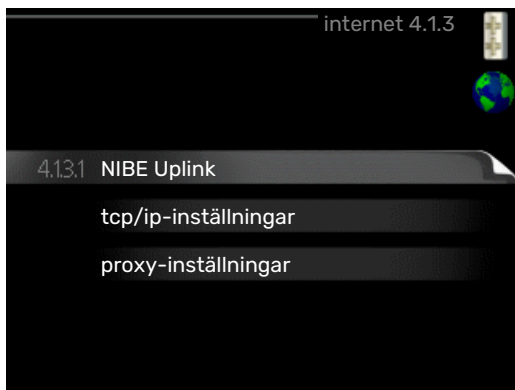 internet 4.1.3
4.1.3.1 NIBE Uplink
tcp/ip-inställningar
proxy-inställningar